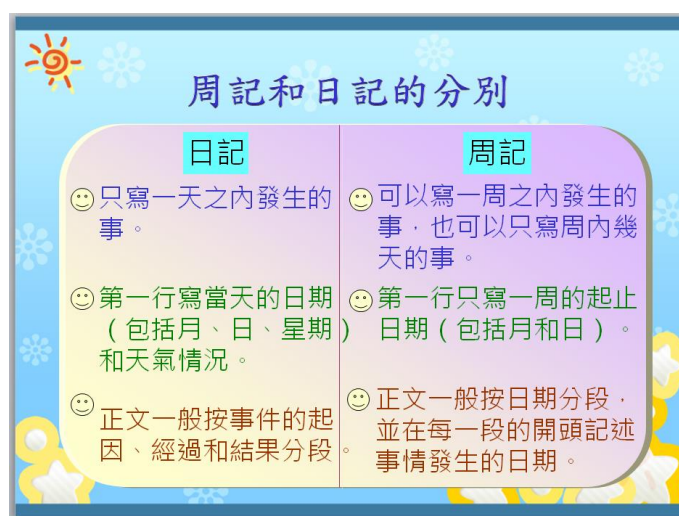 周記和日記的分別
日記
只寫一天之內發生的
事。
第一行寫當天的日期
（包括月、日、星期）
和天氣情況。
正文一般按事件的起
因、經過和結果分段。
周記
可以寫一周之內發生的
事，也可以只寫周內幾
天的事。
第一行只寫一周的起止
日期（包括月和日）。
正文一般按日期分段，
並在每一段的開頭記述
事情發生的日期。